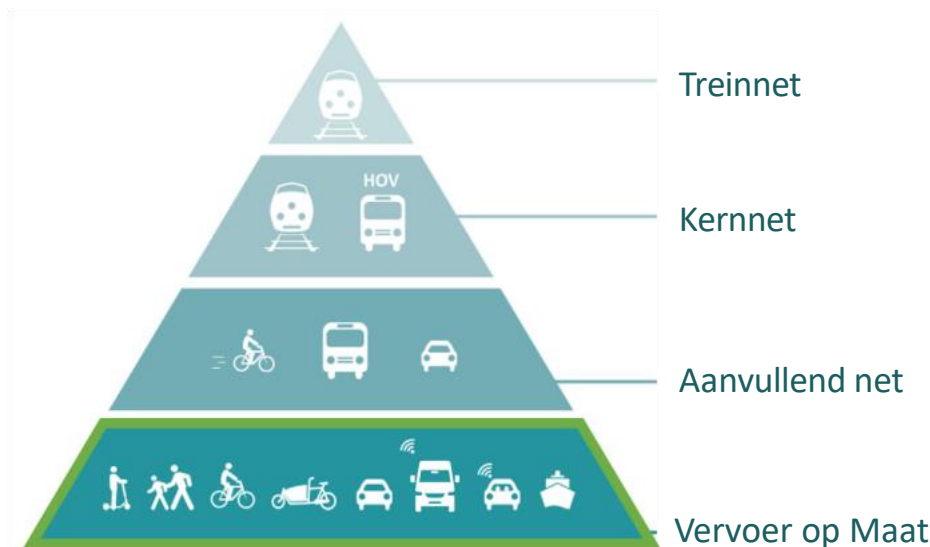 Treinnet
HOV
Kernnet
Aanvullend net
Vervoer op Maat